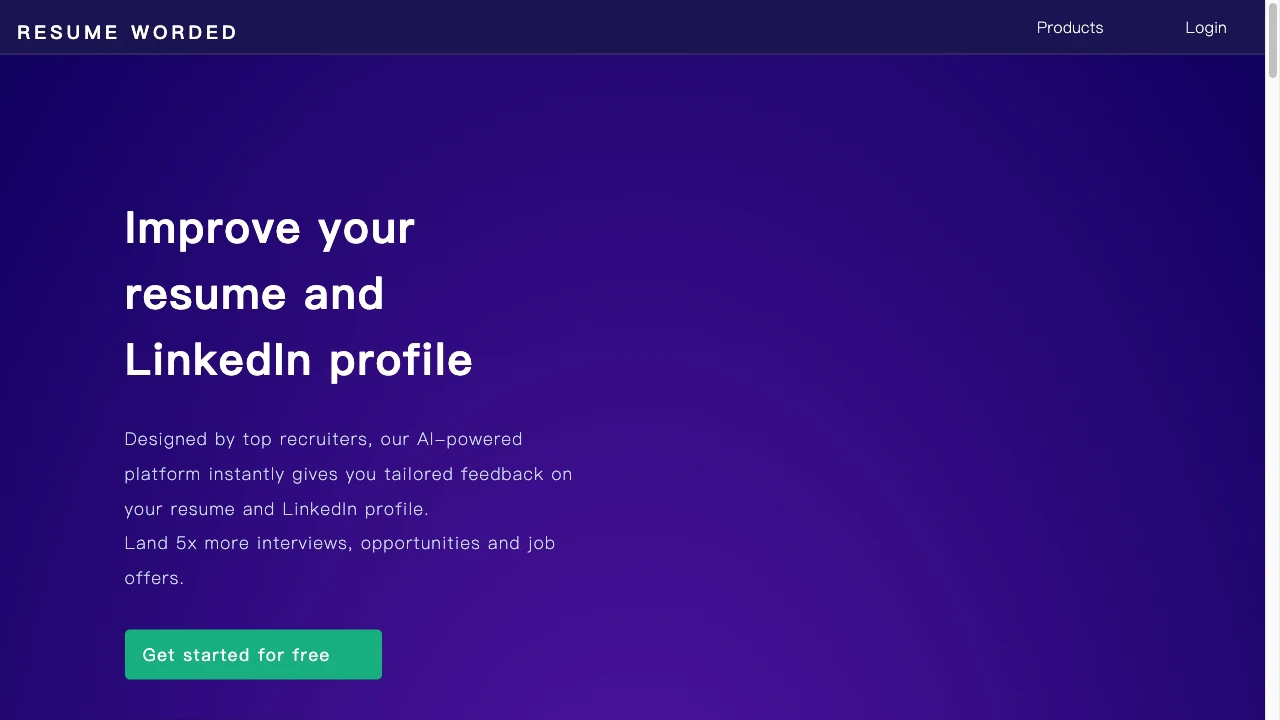 RESUME WORDED
Products
Login
Improve your
resume and
LinkedIn profile
Designed by top recruiters, our AI-powered
platform instantly gives you tailored feedback on
your resume and LinkedIn profile.
Land 5x more interviews, opportunities and job
offers.
Get started for free